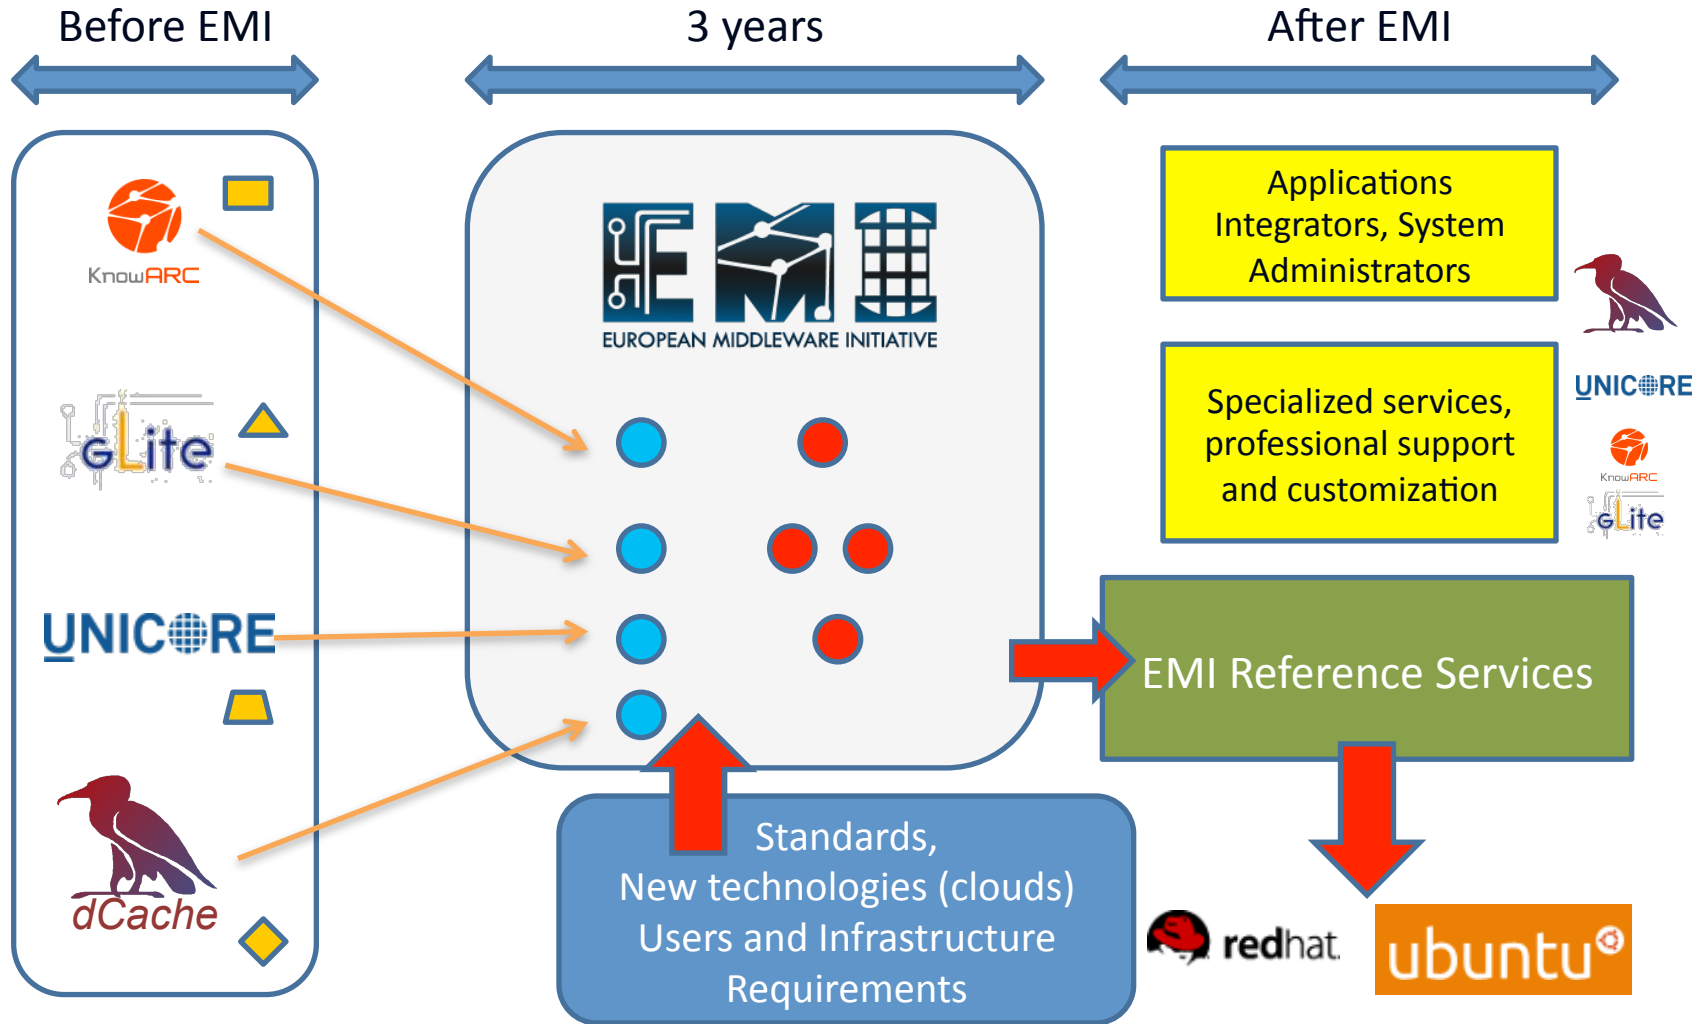 Before EMI
3 years
After EMI
KnowARC
gLite
UNICORE
dCache
EUROPEAN MIDDLEWARE INITIATIVE
EMI
Standards,
New technologies (clouds)
Users and Infrastructure
Requirements
Applications
Integrators, System
Administrators
Specialized services,
professional support
and customization
UNICORE
KnowARC
gLite
EMI Reference Services
redhat.
ubuntu